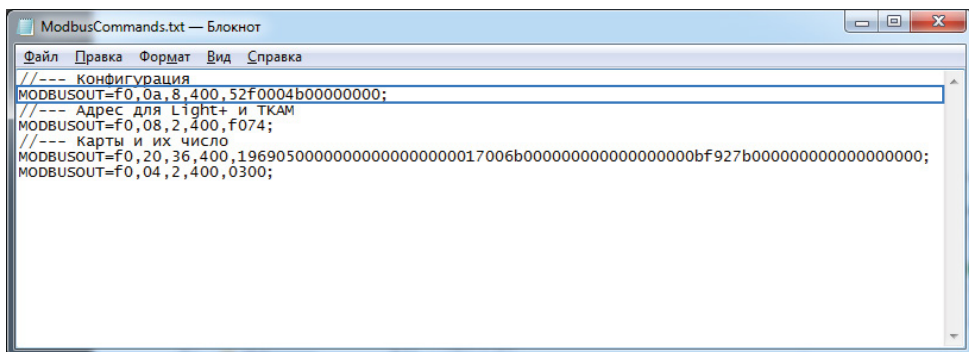 ModbusCommands.txt — Блокнот
Файл Правка Формат Вид Справка
//--- Конфигурация
MODBUSOUT=f0,0a,8,400,52f0004b00000000;
//--- Адрес для Light+ и ТКАМ
MODBUSOUT=f0,08,2,400,f074;
//--- Карты и их число
MODBUSOUT=f0,20,36,400,19690500000000000000000017006b000000000000000000bf927b000000000000000000;
MODBUSOUT=f0,04,2,400,0300;